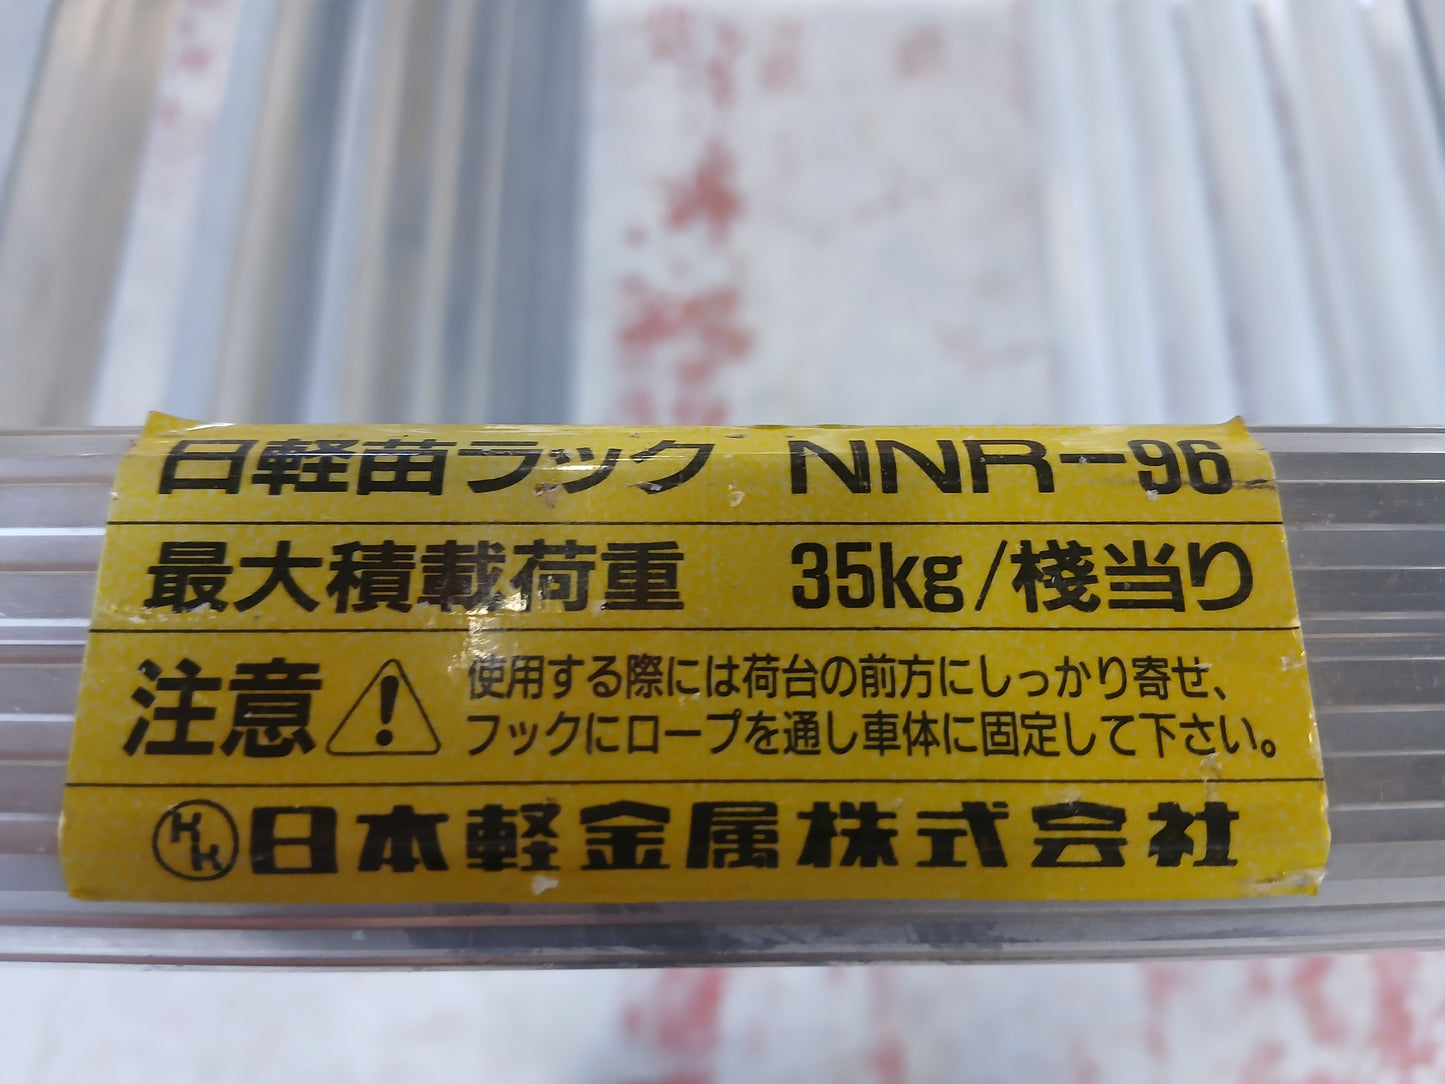 日軽苗ラック NNR-96
最大積載荷重 35kg/棧当り
注意 使用する際には荷台の前方にしっかり寄せ、
フックにロープを通し車体に固定して下さい。
KK 日本軽金属株式会社